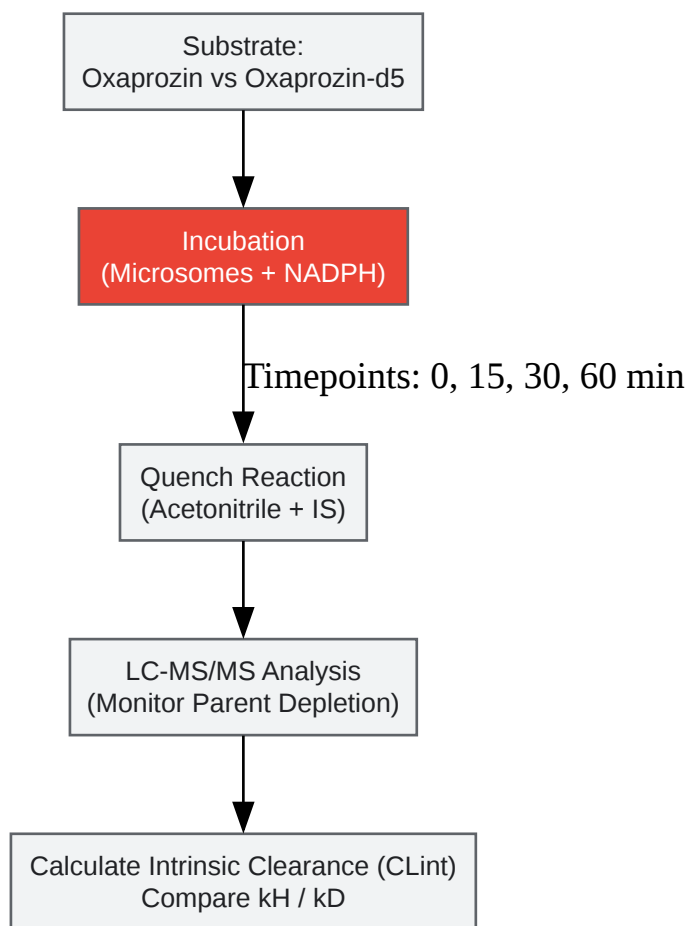 Substrate:
Oxaprozin vs Oxaprozin-d5
Incubation
(Microsomes + NADPH)
Timepoints: 0, 15, 30, 60 min
Quench Reaction
(Acetonitrile + IS)
LC-MS/MS Analysis
(Monitor Parent Depletion)
Calculate Intrinsic Clearance (CLint)
Compare kH / kD